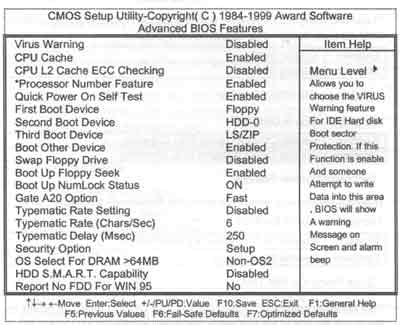 CMOS Setup Utility-Copyright( C ) 1984-1999 Award Software
Advanced BIOS Features
Virus Warning Disabled
CPU Cache Enabled
CPU L2 Cache ECC Checking Disabled
*Processor Number Feature Enabled
Quick Power On Self Test Enabled
First Boot Device Floppy
Second Boot Device HDD-0
Third Boot Device LS/ZIP
Boot Other Device Enabled
Swap Floppy Drive Disabled
Boot Up Floppy Seek Enabled
Boot Up NumLock Status ON
Gate A20 Option Fast
Typematic Rate Setting Disabled
Typematic Rate (Chars/Sec) 6
Typematic Delay (Msec) 250
Security Option Setup
OS Select For DRAM >64MB Non-OS2
HDD S.M.A.R.T. Capability Disabled
Report No FDD For WIN 95 No
Item Help
Menu Level ▶
Allows you to
choose the VIRUS
Warning feature
For IDE Hard disk
Boot sector
Protection. If this
Function is enable
And someone
Attempt to write
Data into this area
, BIOS will show
A warning
Message on
Screen and alarm
beep
↑↓→←Move Enter:Select +/-/PU/PD:Value F10:Save ESC:Exit F1:General Help
F5:Previous Values F6:Fail-Safe Defaults F7:Optimized Defaults